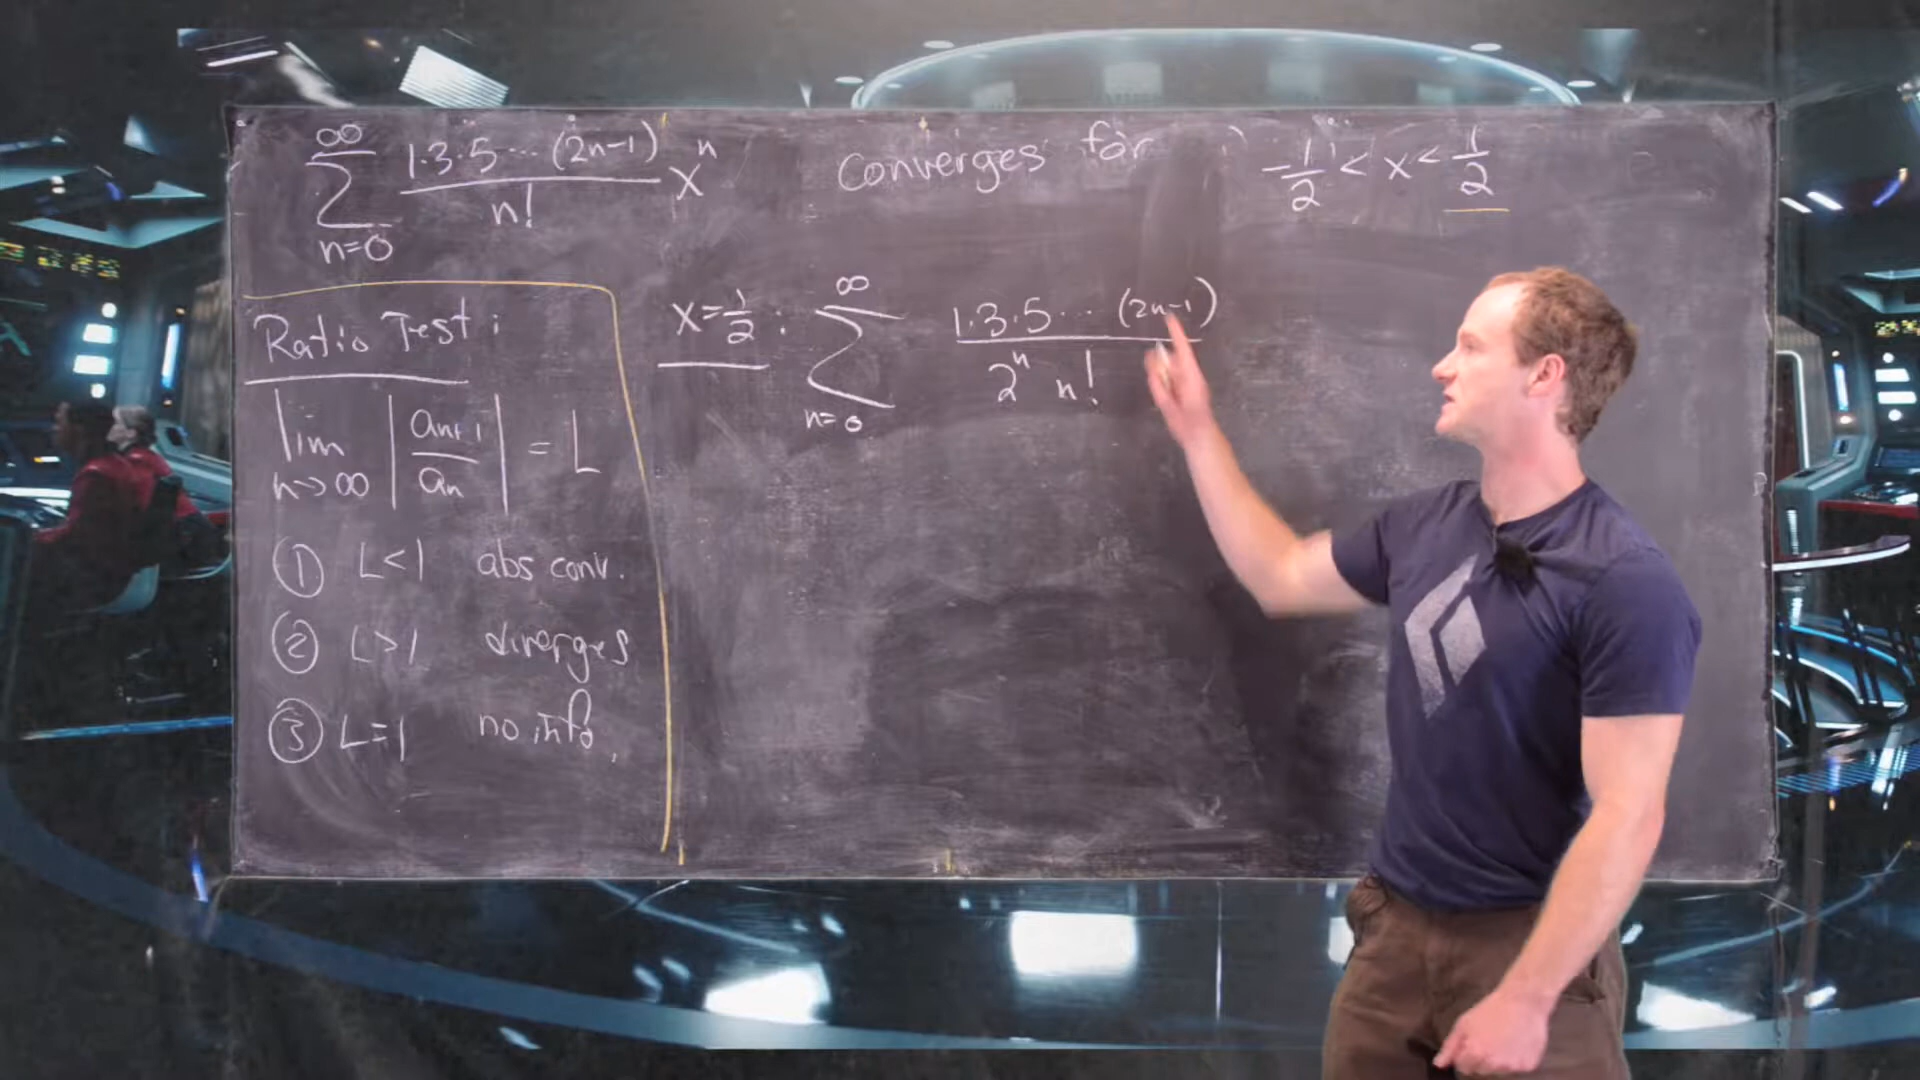 ∞
∑ 1·3·5···(2n-1) / n! xⁿ converges for -1/2 < x < 1/2
n=0
Ratio Test:
lim n→∞ | aₙ₊₁ / aₙ | = L
① L<1 abs conv.
② L>1 diverges
③ L=1 no info.
x=1/2: ∞
∑ 1·3·5···(2n-1) / 2ⁿ n!
n=0